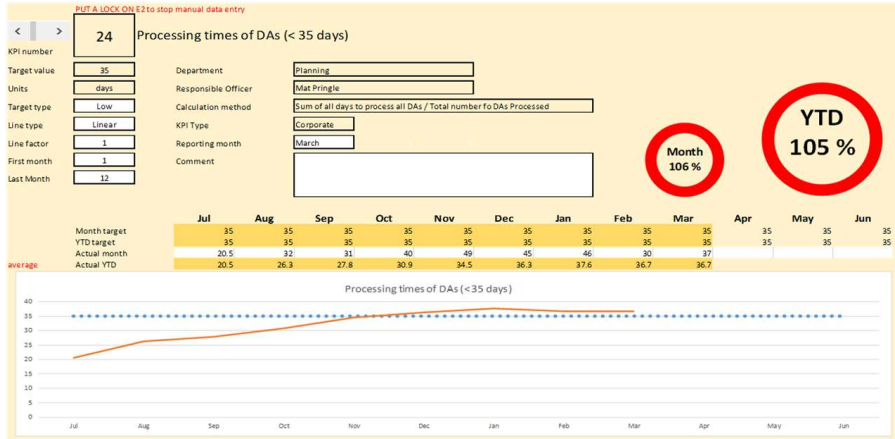 PUT A LOCK ON E2 to stop manual data entry
KPI number 24 Processing times of DAs (< 35 days)
Target value 35 Department Planning
Units days Responsible Officer Mat Pringle
Target type Low Calculation method Sum of all days to process all DAs / Total number fo DAs Processed
Line type Linear KPI Type Corporate
Line factor 1 Reporting month March
First month 1 Comment
Last Month 12
Month
106 %
YTD
105 %
Jul Aug Sep Oct Nov Dec Jan Feb Mar Apr May Jun
Month target 35 35 35 35 35 35 35 35 35 35 35 35
YTD target 35 35 35 35 35 35 35 35 35 35 35 35
Actual month 20.5 32 31 40 49 45 46 30 37
average Actual YTD 20.5 26.3 27.8 30.9 34.5 36.3 37.6 36.7 36.7
Processing times of DAs (<35 days)
40
35
30
25
20
15
10
5
0
Jul Aug Sep Oct Nov Dec Jan Feb Mar Apr May Jun